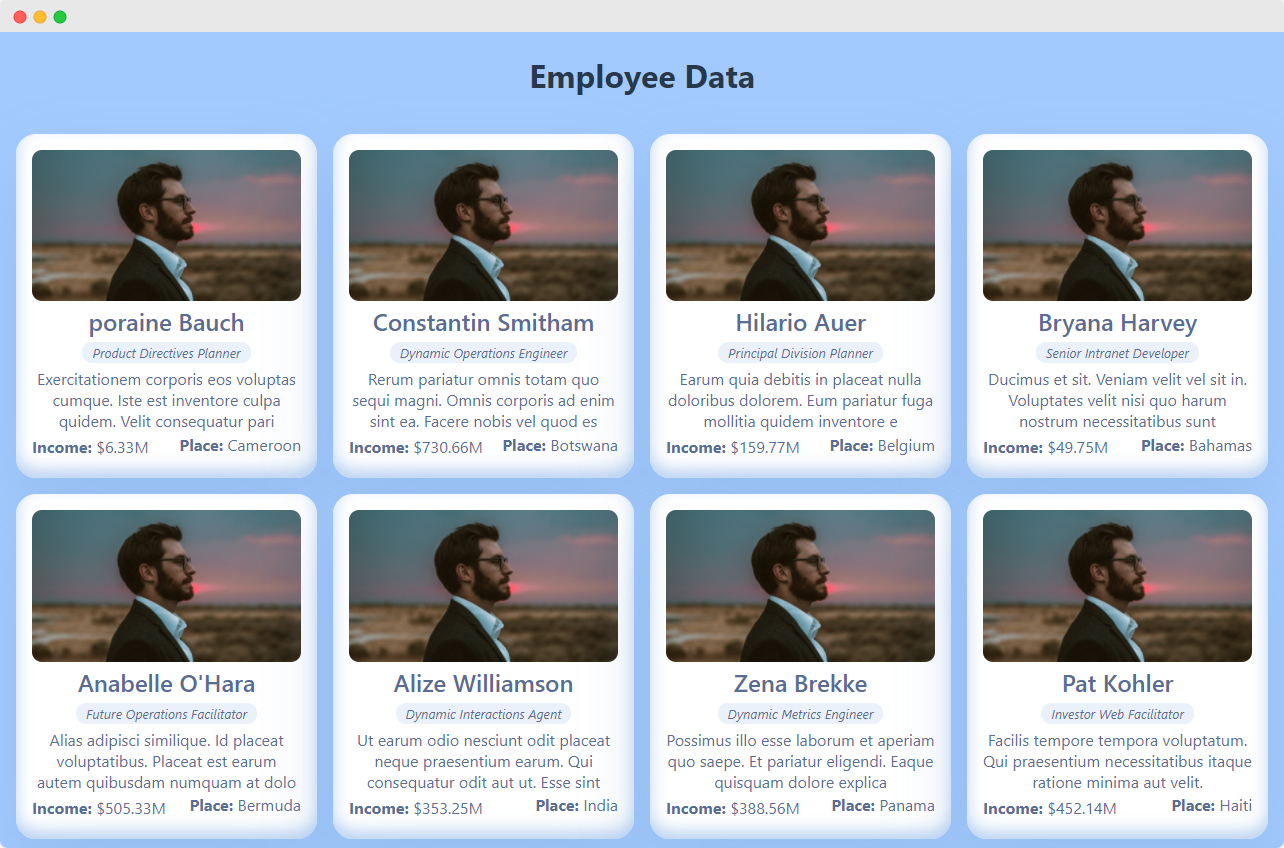 Employee Data
poraine Bauch
Product Directives Planner
Exercitationem corporis eos voluptas
cumque. Iste est inventore culpa
quidem. Velit consequatur pari
Income: $6.33M Place: Cameroon
Constantin Smitham
Dynamic Operations Engineer
Rerum pariatur omnis totam quo
sequi magni. Omnis corporis ad enim
sint ea. Facere nobis vel quod es
Income: $730.66M Place: Botswana
Hilario Auer
Principal Division Planner
Earum quia debitis in placeat nulla
doloribus dolorem. Eum pariatur fuga
mollitia quidem inventore e
Income: $159.77M Place: Belgium
Bryana Harvey
Senior Intranet Developer
Ducimus et sit. Veniam velit vel sit in.
Voluptates velit nisi quo harum
nostrum necessitatibus sunt
Income: $49.75M Place: Bahamas
Anabelle O'Hara
Future Operations Facilitator
Alias adipisci similique. Id placeat
voluptatibus. Placeat est earum
autem quibusdam numquam at dolo
Income: $505.33M Place: Bermuda
Alize Williamson
Dynamic Interactions Agent
Ut earum odio nesciunt odit placeat
neque praesentium earum. Qui
consequatur odit aut ut. Esse sint
Income: $353.25M Place: India
Zena Brekke
Dynamic Metrics Engineer
Possimus illo esse laborum et aperiam
quo saepe. Et pariatur eligendi. Eaque
quisquam dolore explica
Income: $388.56M Place: Panama
Pat Kohler
Investor Web Facilitator
Facilis tempore tempora voluptatum.
Qui praesentium necessitatibus itaque
ratione minima aut velit.
Income: $452.14M Place: Haiti